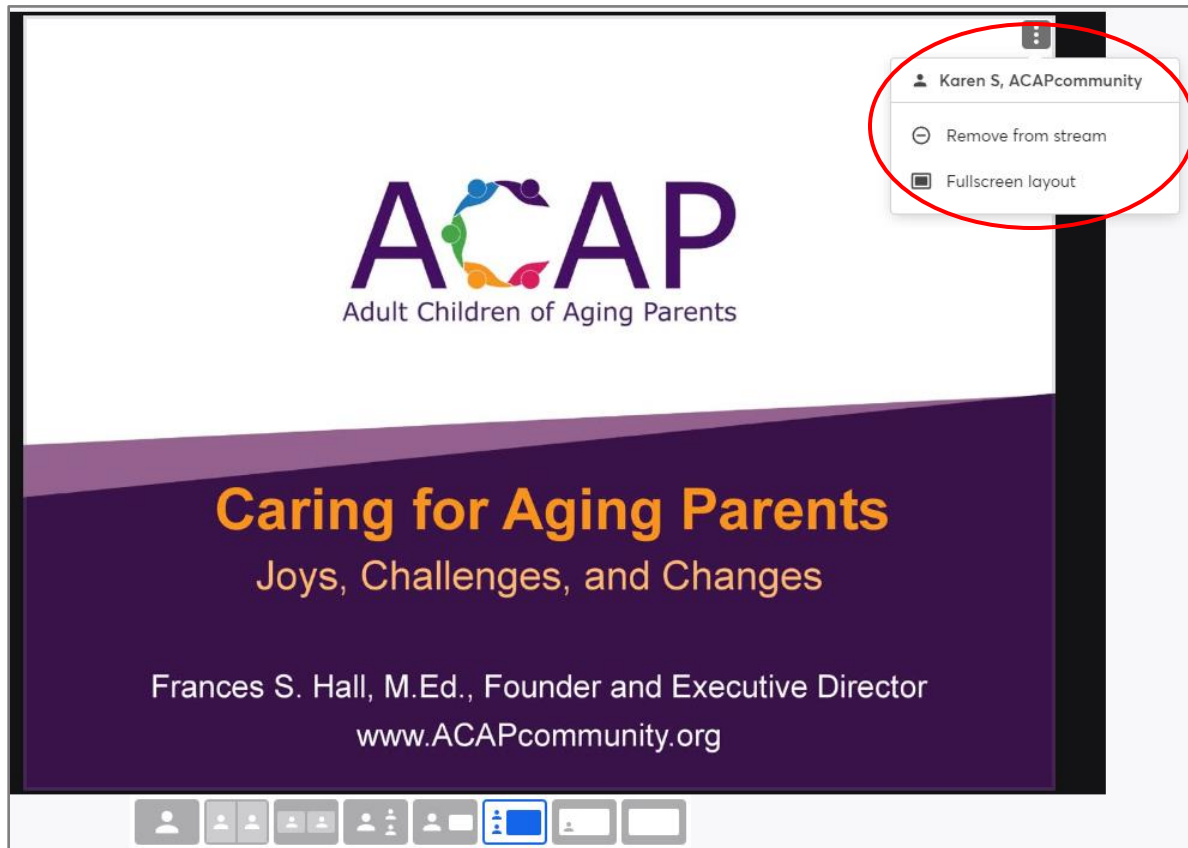 Karen S, ACAPcommunity
Remove from stream
Fullscreen layout
ACAP
Adult Children of Aging Parents
Caring for Aging Parents
Joys, Challenges, and Changes
Frances S. Hall, M.Ed., Founder and Executive Director
www.ACAPcommunity.org